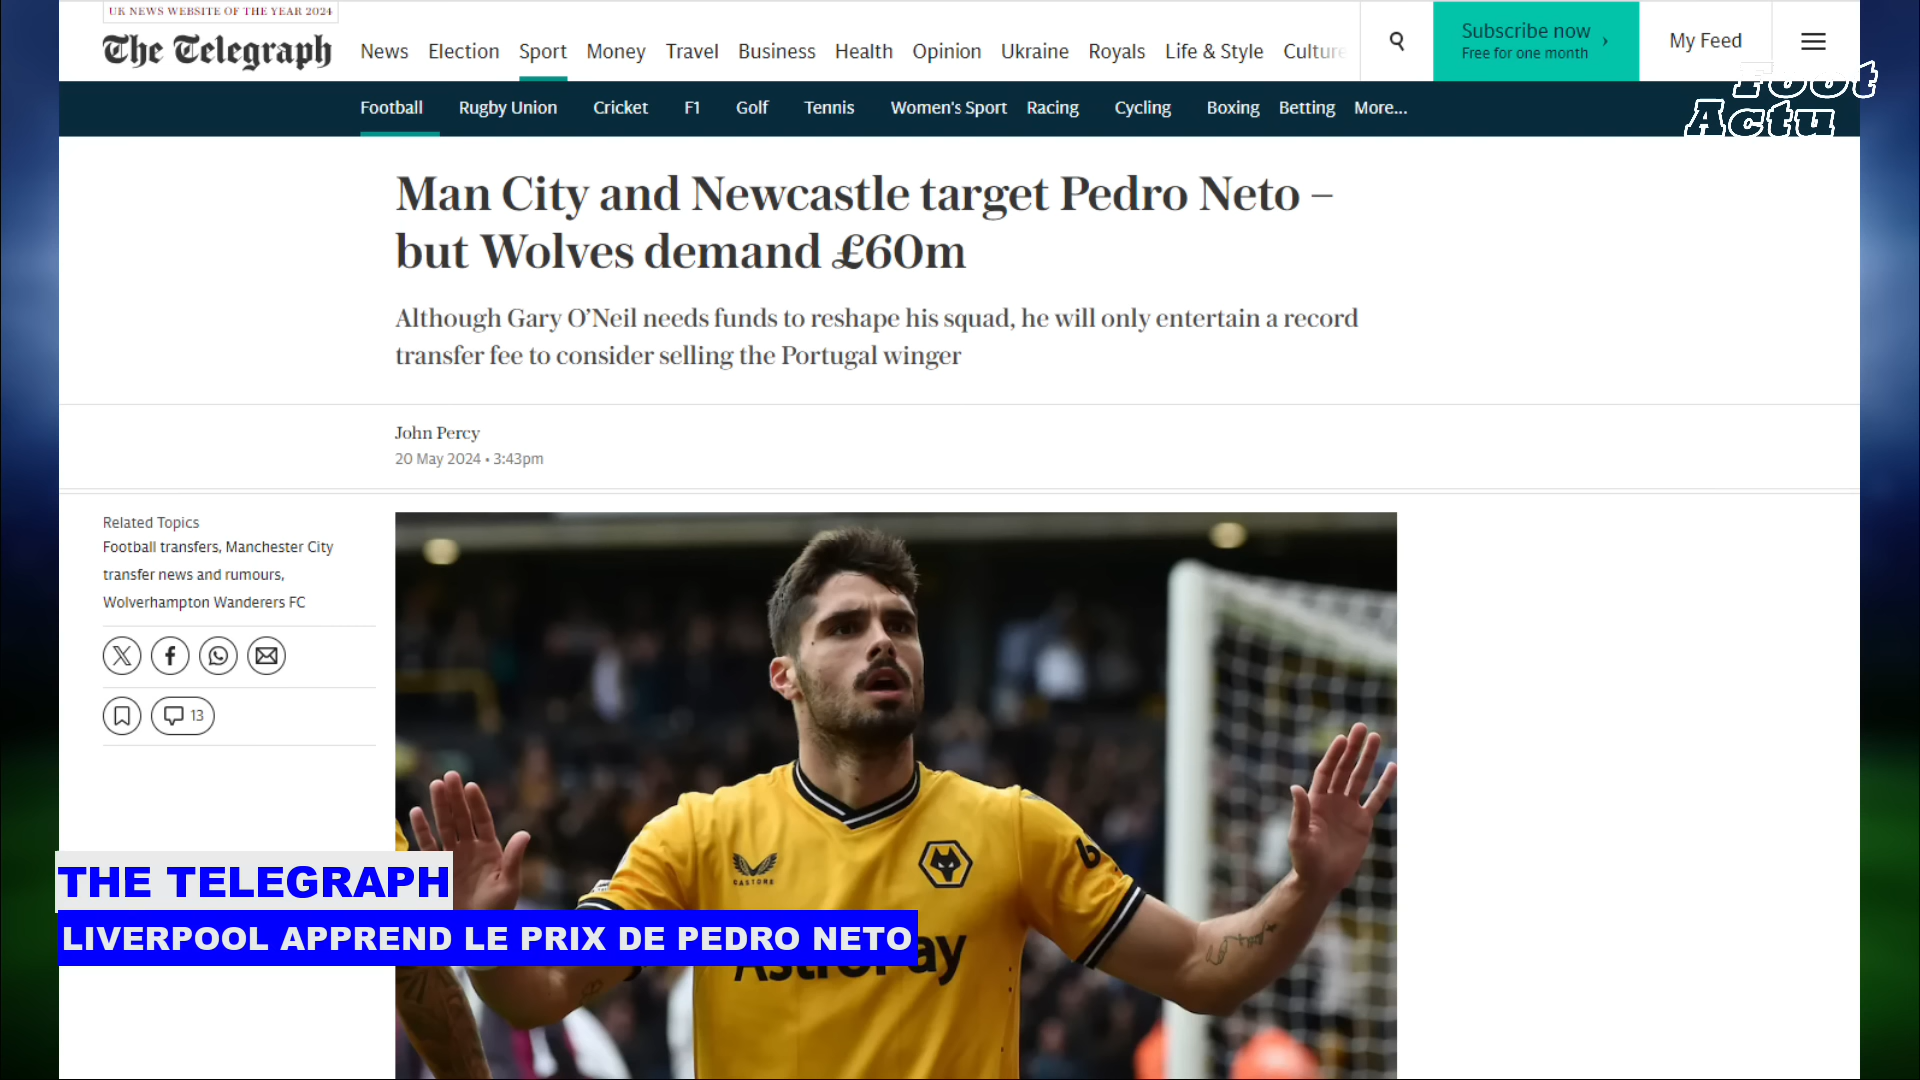 UK NEWS WEBSITE OF THE YEAR 2024
The Telegraph
News Election Sport Money Travel Business Health Opinion Ukraine Royals Life & Style Culture
Subscribe now
Free for one month
My Feed
Foot
Actu
Football Rugby Union Cricket F1 Golf Tennis Women's Sport Racing Cycling Boxing Betting More...
Man City and Newcastle target Pedro Neto –
but Wolves demand £60m
Although Gary O’Neil needs funds to reshape his squad, he will only entertain a record
transfer fee to consider selling the Portugal winger
John Percy
20 May 2024 • 3:43pm
Related Topics
Football transfers, Manchester City
transfer news and rumours,
Wolverhampton Wanderers FC
13
CASTORE
THE TELEGRAPH
LIVERPOOL APPREND LE PRIX DE PEDRO NETO
AstroPay